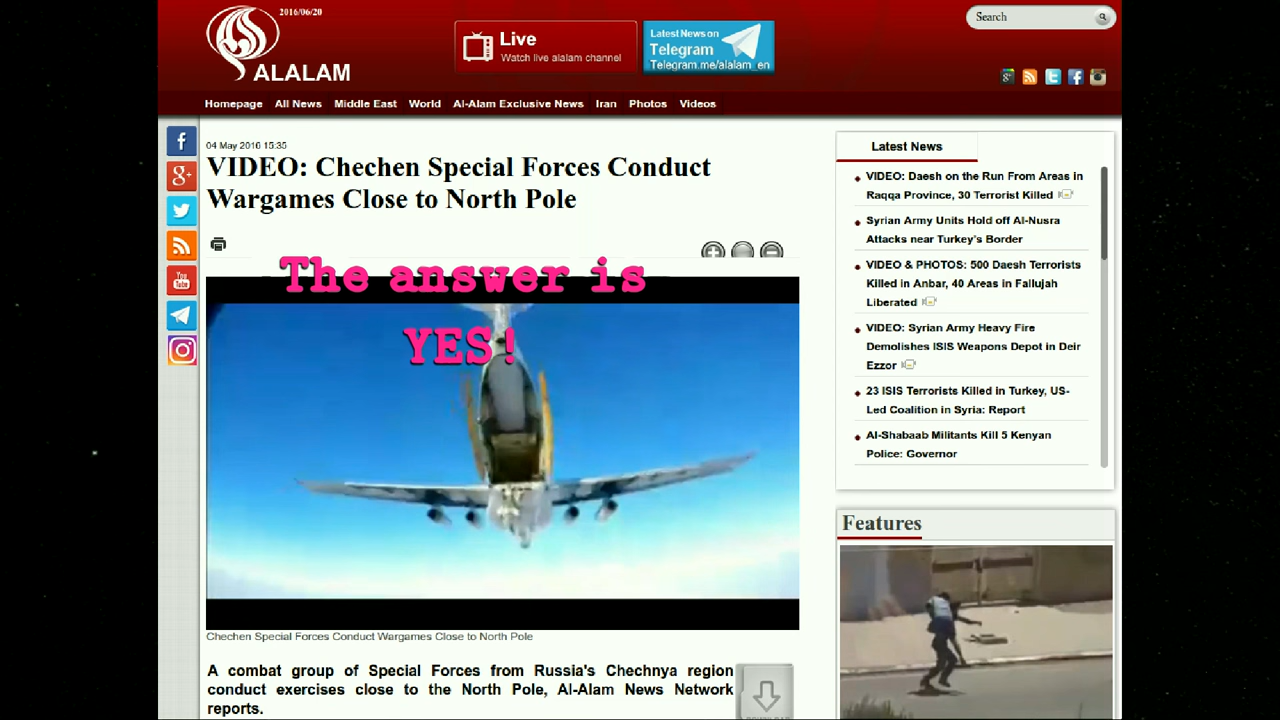 2016/06/20
ALALAM
Live
Watch live alalam channel
Latest News on
Telegram
Telegram.me/alalam_en
Search
Homepage All News Middle East World Al-Alam Exclusive News Iran Photos Videos
04 May 2016 15:35
VIDEO: Chechen Special Forces Conduct
Wargames Close to North Pole
The answer is
YES!
Chechen Special Forces Conduct Wargames Close to North Pole
A combat group of Special Forces from Russia's Chechnya region
conduct exercises close to the North Pole, Al-Alam News Network
reports.
Latest News
VIDEO: Daesh on the Run From Areas in
Raqqa Province, 30 Terrorist Killed
Syrian Army Units Hold off Al-Nusra
Attacks near Turkey's Border
VIDEO & PHOTOS: 500 Daesh Terrorists
Killed in Anbar, 40 Areas in Fallujah
Liberated
VIDEO: Syrian Army Heavy Fire
Demolishes ISIS Weapons Depot in Deir
Ezzor
23 ISIS Terrorists Killed in Turkey, US-
Led Coalition in Syria: Report
Al-Shabaab Militants Kill 5 Kenyan
Police: Governor
Features